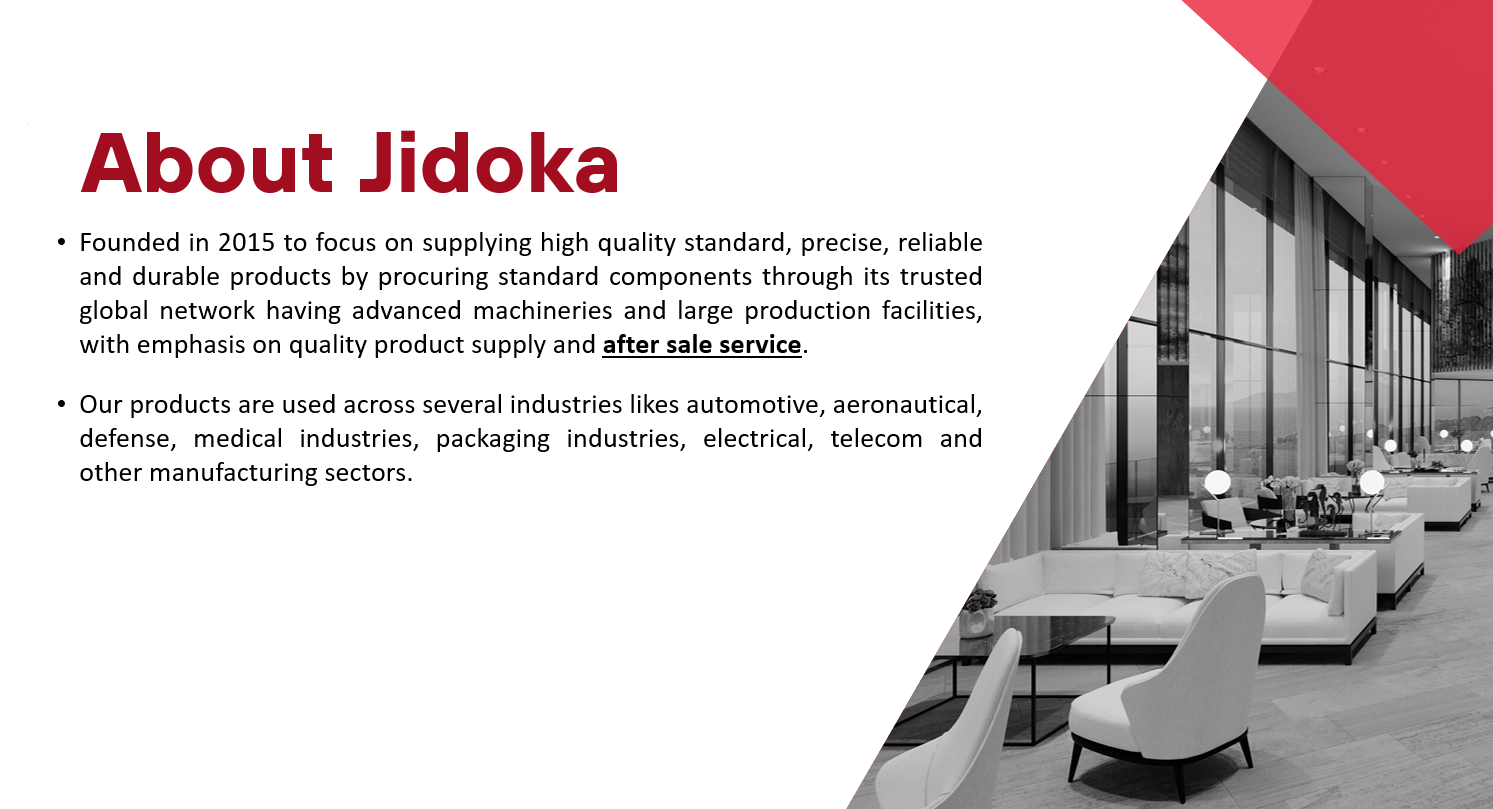 About Jidoka
• Founded in 2015 to focus on supplying high quality standard, precise, reliable
and durable products by procuring standard components through its trusted
global network having advanced machineries and large production facilities,
with emphasis on quality product supply and after sale service.
• Our products are used across several industries likes automotive, aeronautical,
defense, medical industries, packaging industries, electrical, telecom and
other manufacturing sectors.